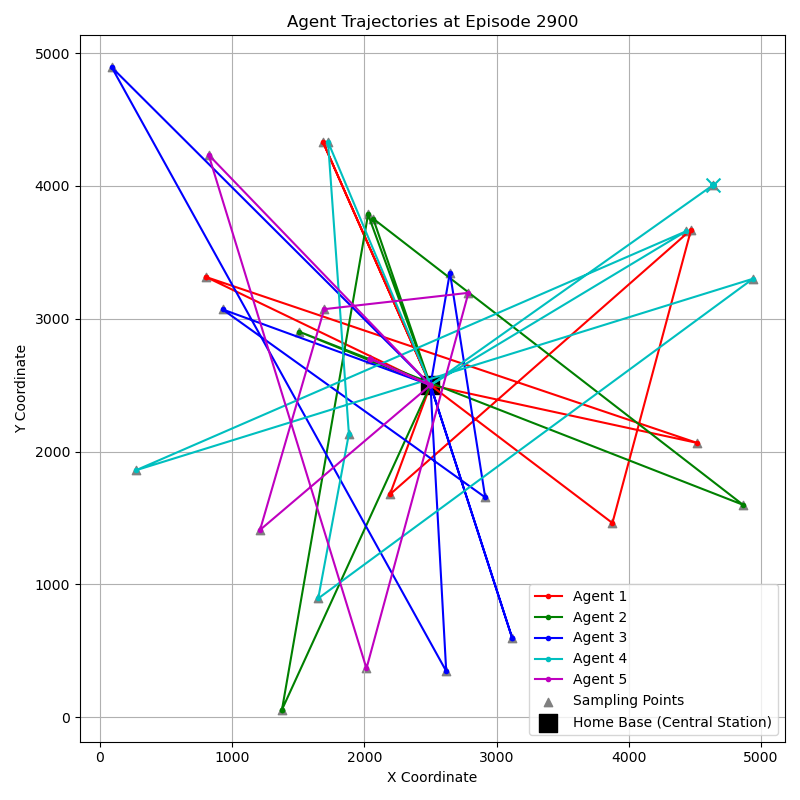 Agent Trajectories at Episode 2900
Y Coordinate
5000
4000
3000
2000
1000
0
0 1000 2000 3000 4000 5000
X Coordinate
Agent 1
Agent 2
Agent 3
Agent 4
Agent 5
Sampling Points
Home Base (Central Station)